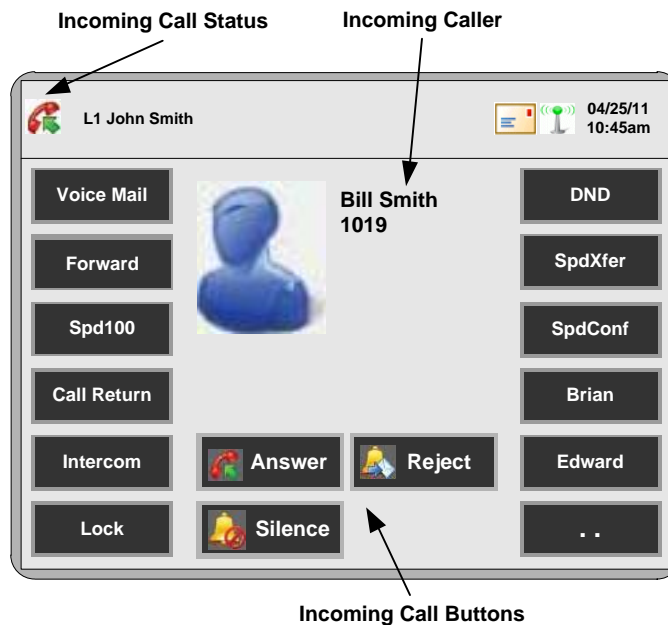 Incoming Call Status
Incoming Caller
L1 John Smith
04/25/11
10:45am
Voice Mail
Bill Smith
1019
DND
Forward
SpdXfer
Spd100
SpdConf
Call Return
Brian
Intercom
Answer
Reject
Edward
Lock
Silence
. .
Incoming Call Buttons